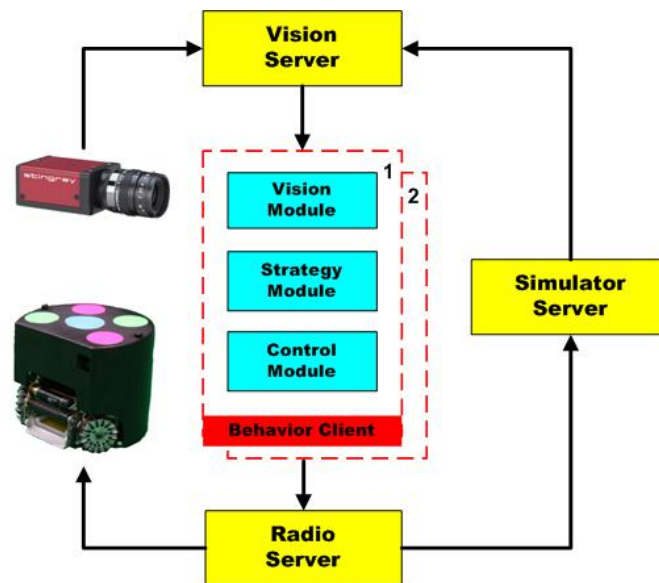 Vision
Server
stingray
1
2
Vision
Module
Strategy
Module
Control
Module
Behavior Client
Simulator
Server
Radio
Server